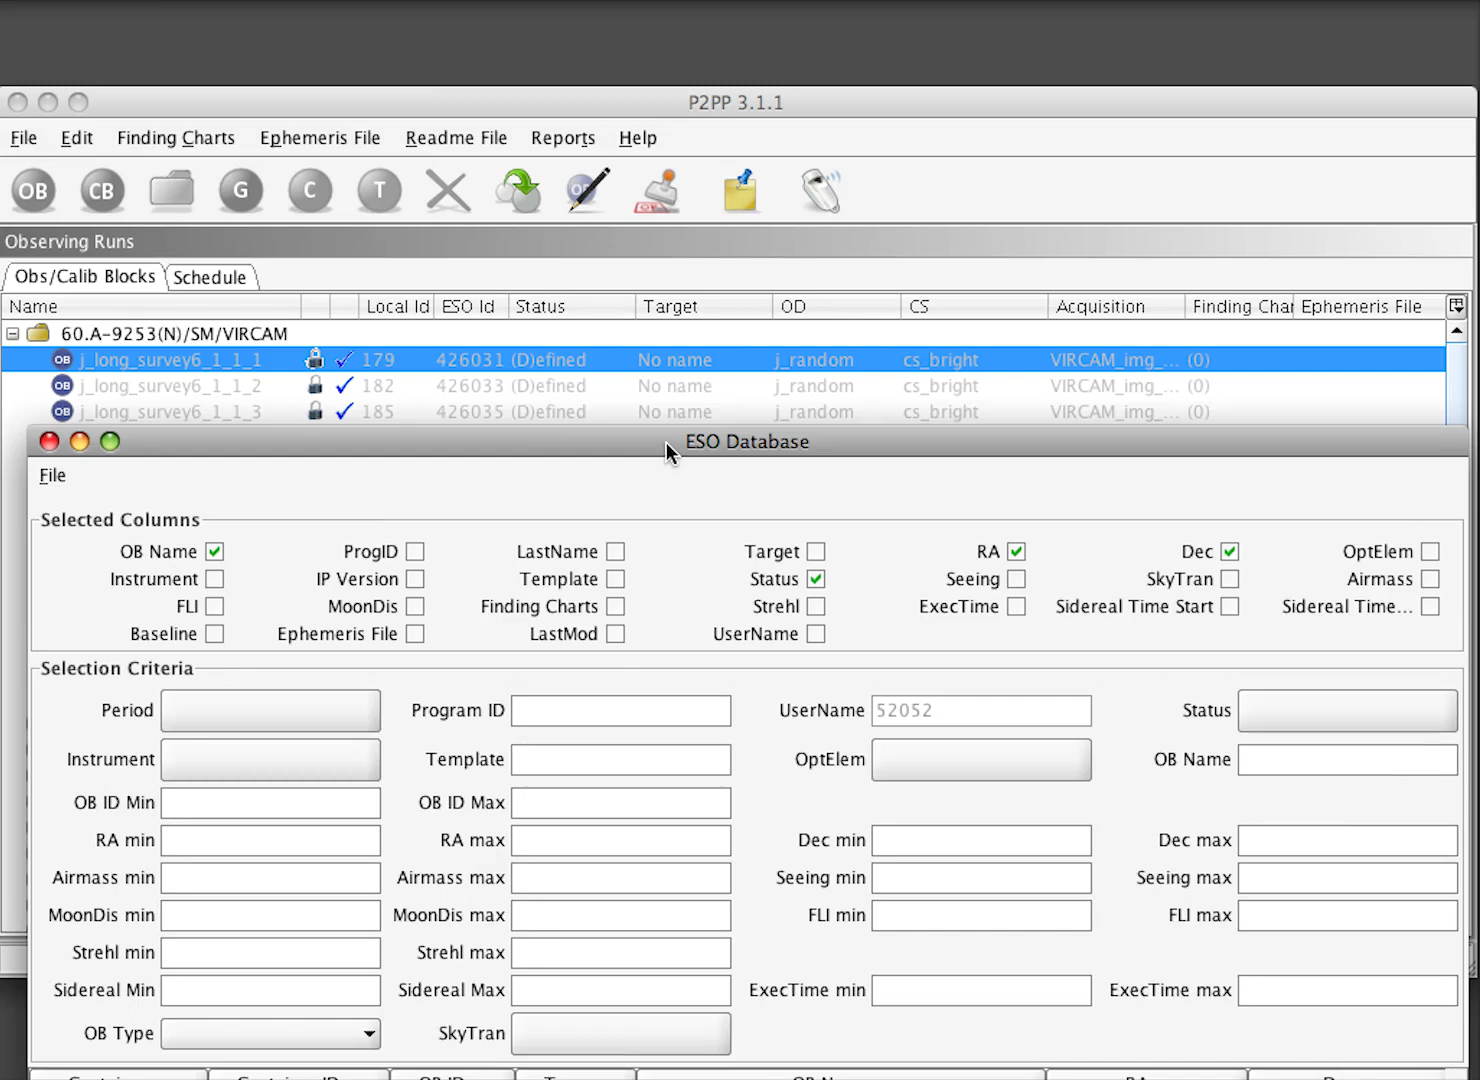 P2PP 3.1.1
File Edit Finding Charts Ephemeris File Readme File Reports Help
OB CB G C T
Observing Runs
Obs/Calib Blocks Schedule
Name Local Id ESO Id Status Target OD CS Acquisition Finding Char Ephemeris File
60.A-9253(N)/SM/VIRCAM
OB j_long_survey6_1_1_1 179 426031 (D)efined No name j_random cs_bright VIRCAM_img_... (0)
OB j_long_survey6_1_1_2 182 426033 (D)efined No name j_random cs_bright VIRCAM_img_... (0)
OB j_long_survey6_1_1_3 185 426035 (D)efined No name j_random cs_bright VIRCAM_img_... (0)
ESO Database
File
Selected Columns
OB Name ProgID LastName Target RA Dec OptElem
Instrument IP Version Template Status Seeing SkyTran Airmass
FLI MoonDis Finding Charts Strehl ExecTime Sidereal Time Start Sidereal Time...
Baseline Ephemeris File LastMod UserName
Selection Criteria
Period Program ID UserName 52052 Status
Instrument Template OptElem OB Name
OB ID Min OB ID Max
RA min RA max Dec min Dec max
Airmass min Airmass max Seeing min Seeing max
MoonDis min MoonDis max FLI min FLI max
Strehl min Strehl max
Sidereal Min Sidereal Max ExecTime min ExecTime max
OB Type SkyTran